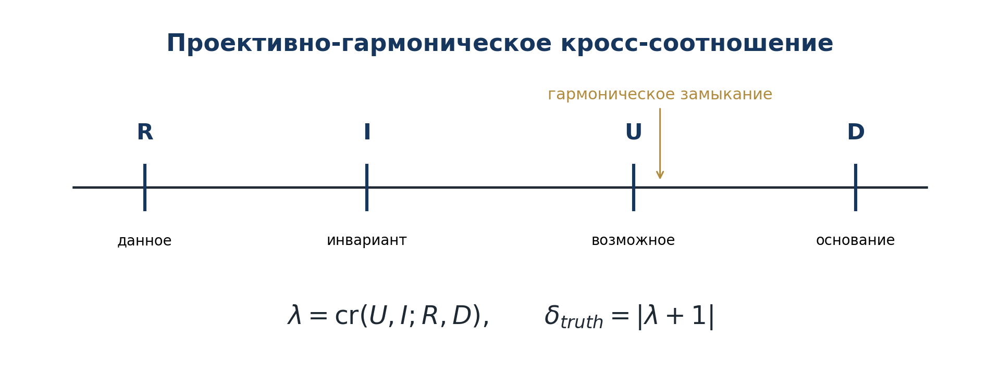 Проективно-гармоническое кросс-соотношение
гармоническое замыкание
R I U D
данное инвариант возможное основание
λ = cr(U, I; R, D), δ_truth = |λ + 1|